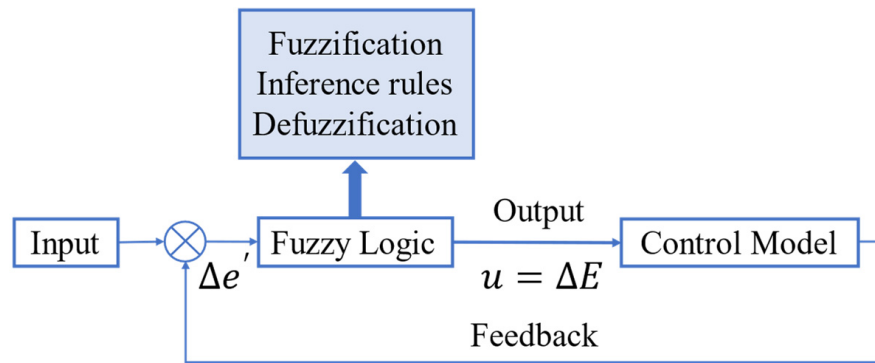 Fuzzification
Inference rules
Defuzzification
Input
Δe′
Fuzzy Logic
Output
u = ΔE
Control Model
Feedback